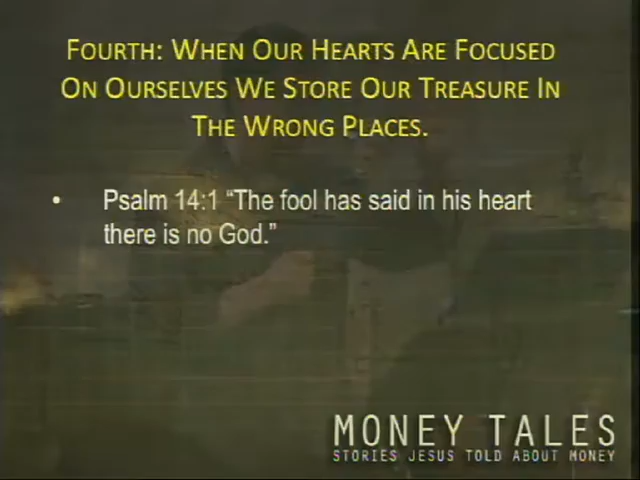 FOURTH: WHEN OUR HEARTS ARE FOCUSED
ON OURSELVES WE STORE OUR TREASURE IN
THE WRONG PLACES.
• Psalm 14:1 “The fool has said in his heart
there is no God.”
MONEY TALES
STORIES JESUS TOLD ABOUT MONEY